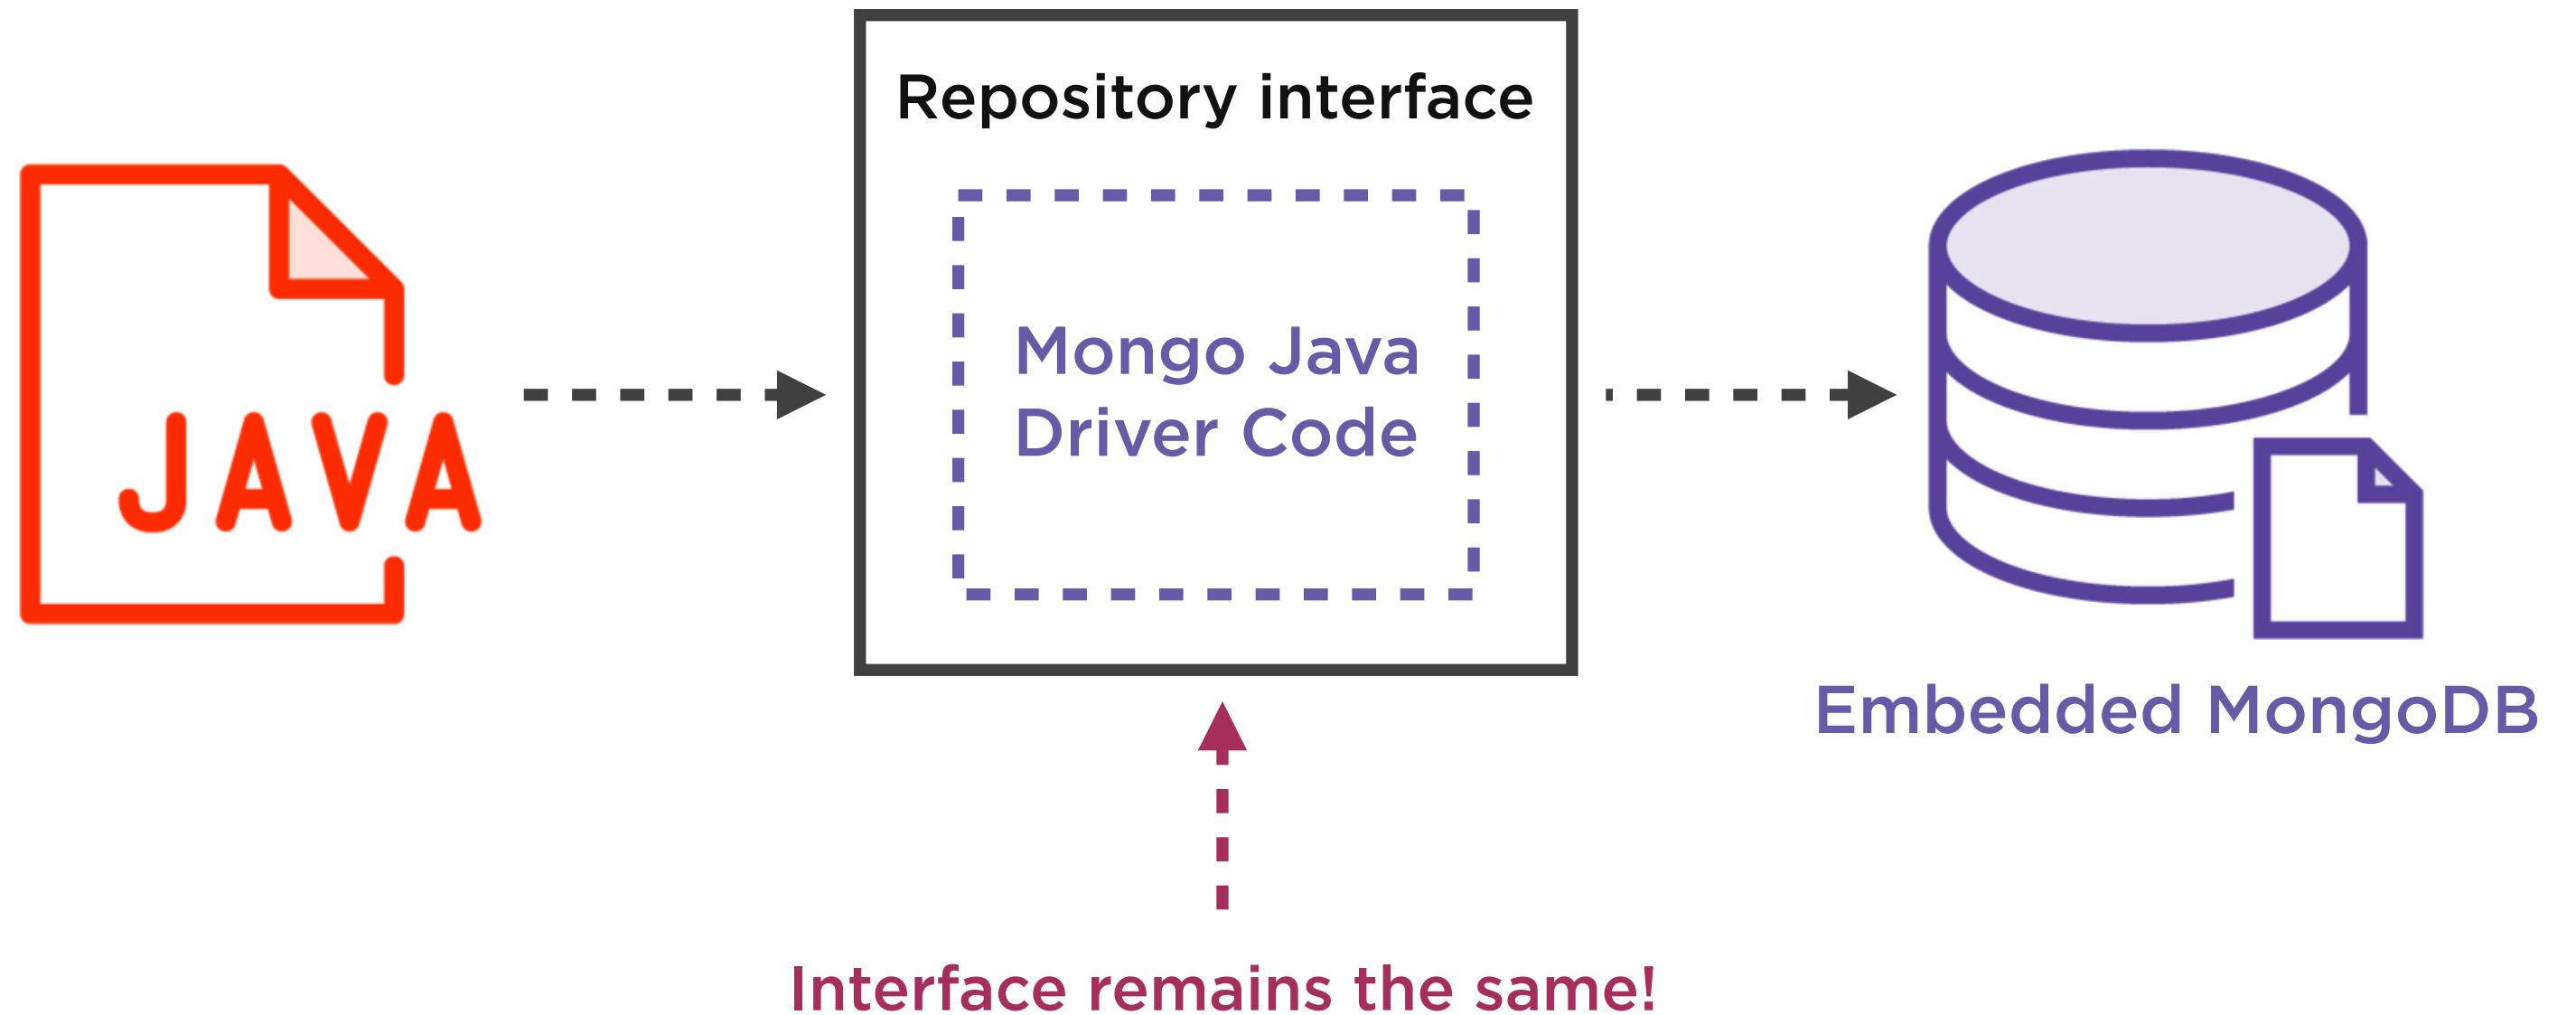 Repository interface
JAVA
Mongo Java
Driver Code
Embedded MongoDB
Interface remains the same!